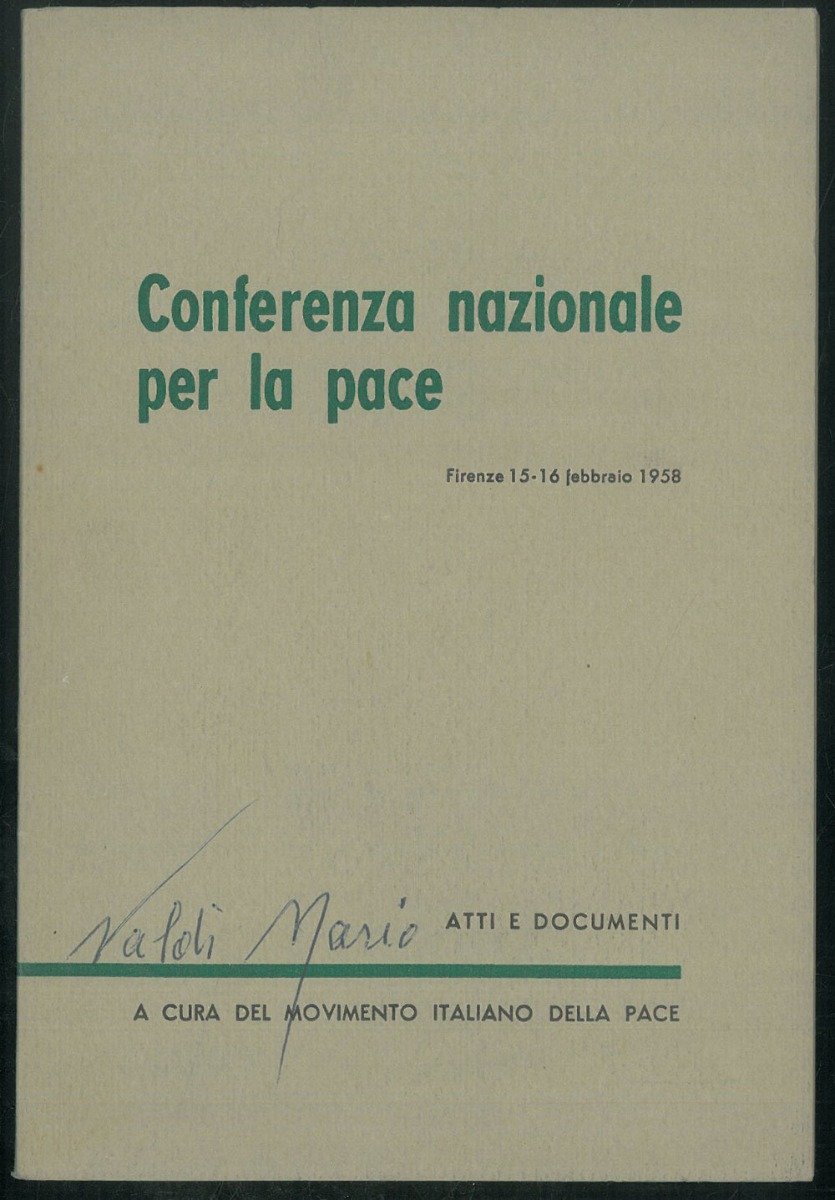 Conferenza nazionale
per la pace
Firenze 15-16 febbraio 1958
Valdi Mario
ATTI E DOCUMENTI
A CURA DEL MOVIMENTO ITALIANO DELLA PACE